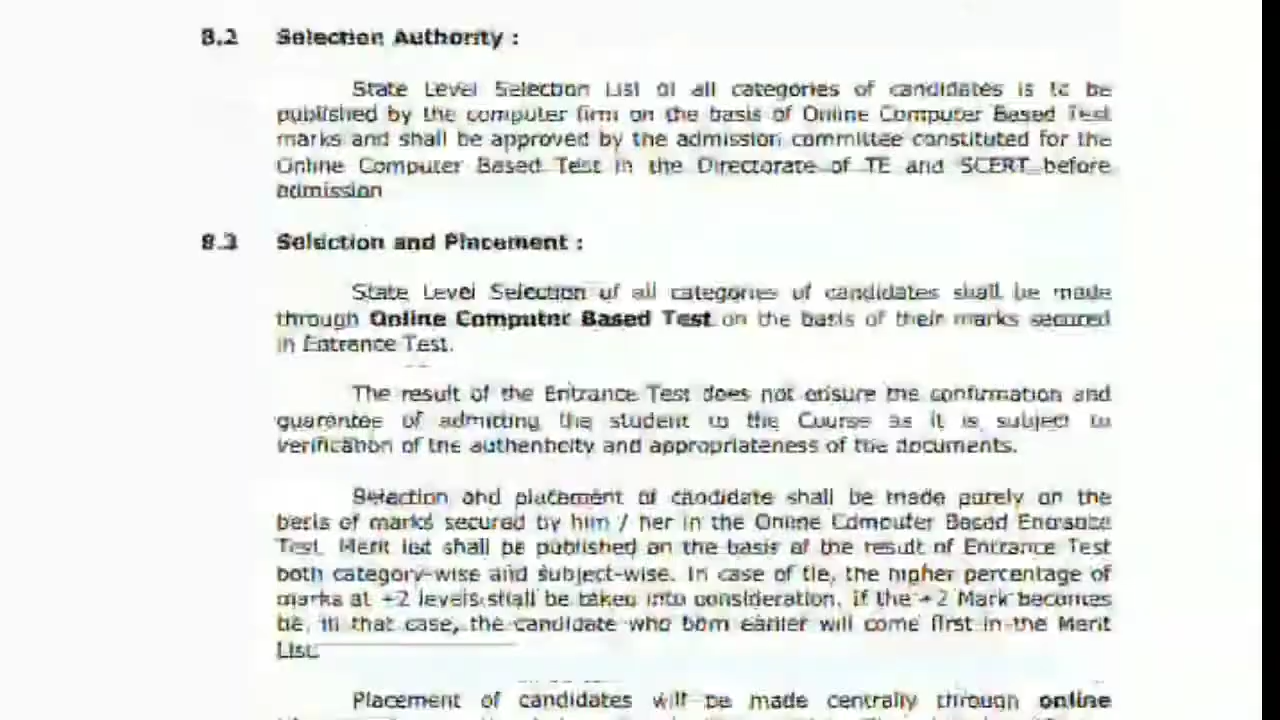 8.2 Selection Authority :
State Level Selection List of all categories of candidates is to be
published by the computer firm on the basis of Online Computer Based Test
marks and shall be approved by the admission committee constituted for the
Online Computer Based Test in the Directorate of TE and SCERT before
admission
8.3 Selection and Placement :
State Level Selection of all categories of candidates shall be made
through Online Computer Based Test on the basis of their marks secured
in Entrance Test.
The result of the Entrance Test does not ensure the confirmation and
guarantee of admitting the student to the Course as it is subject to
verification of the authenticity and appropriateness of the documents.
Selection and placement of candidate shall be made purely on the
basis of marks secured by him / her in the Online Computer Based Entrance
Test. Merit list shall be published on the basis of the result of Entrance Test
both category-wise and subject-wise. In case of tie, the higher percentage of
marks at +2 levels shall be taken into consideration. If the +2 Mark becomes
tie, in that case, the candidate who born earlier will come first in the Merit
List.
Placement of candidates will be made centrally through online